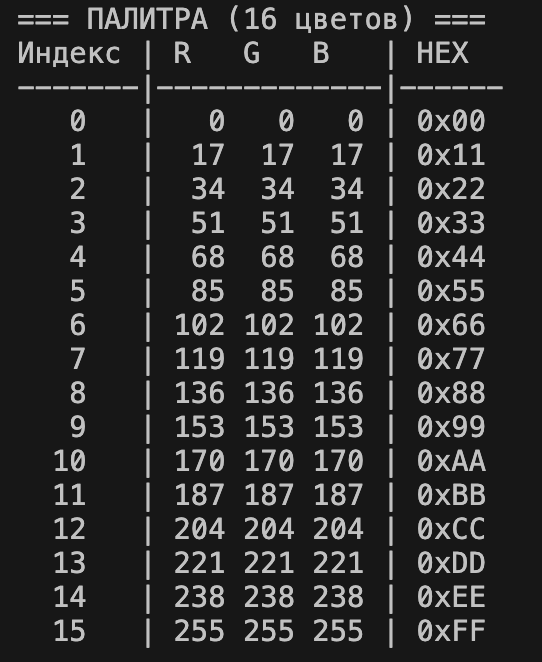 === ПАЛИТРА (16 цветов) ===
Индекс | R   G   B   | HEX
-------|-------------|------
   0   |   0   0   0 | 0x00
   1   |  17  17  17 | 0x11
   2   |  34  34  34 | 0x22
   3   |  51  51  51 | 0x33
   4   |  68  68  68 | 0x44
   5   |  85  85  85 | 0x55
   6   | 102 102 102 | 0x66
   7   | 119 119 119 | 0x77
   8   | 136 136 136 | 0x88
   9   | 153 153 153 | 0x99
  10   | 170 170 170 | 0xAA
  11   | 187 187 187 | 0xBB
  12   | 204 204 204 | 0xCC
  13   | 221 221 221 | 0xDD
  14   | 238 238 238 | 0xEE
  15   | 255 255 255 | 0xFF